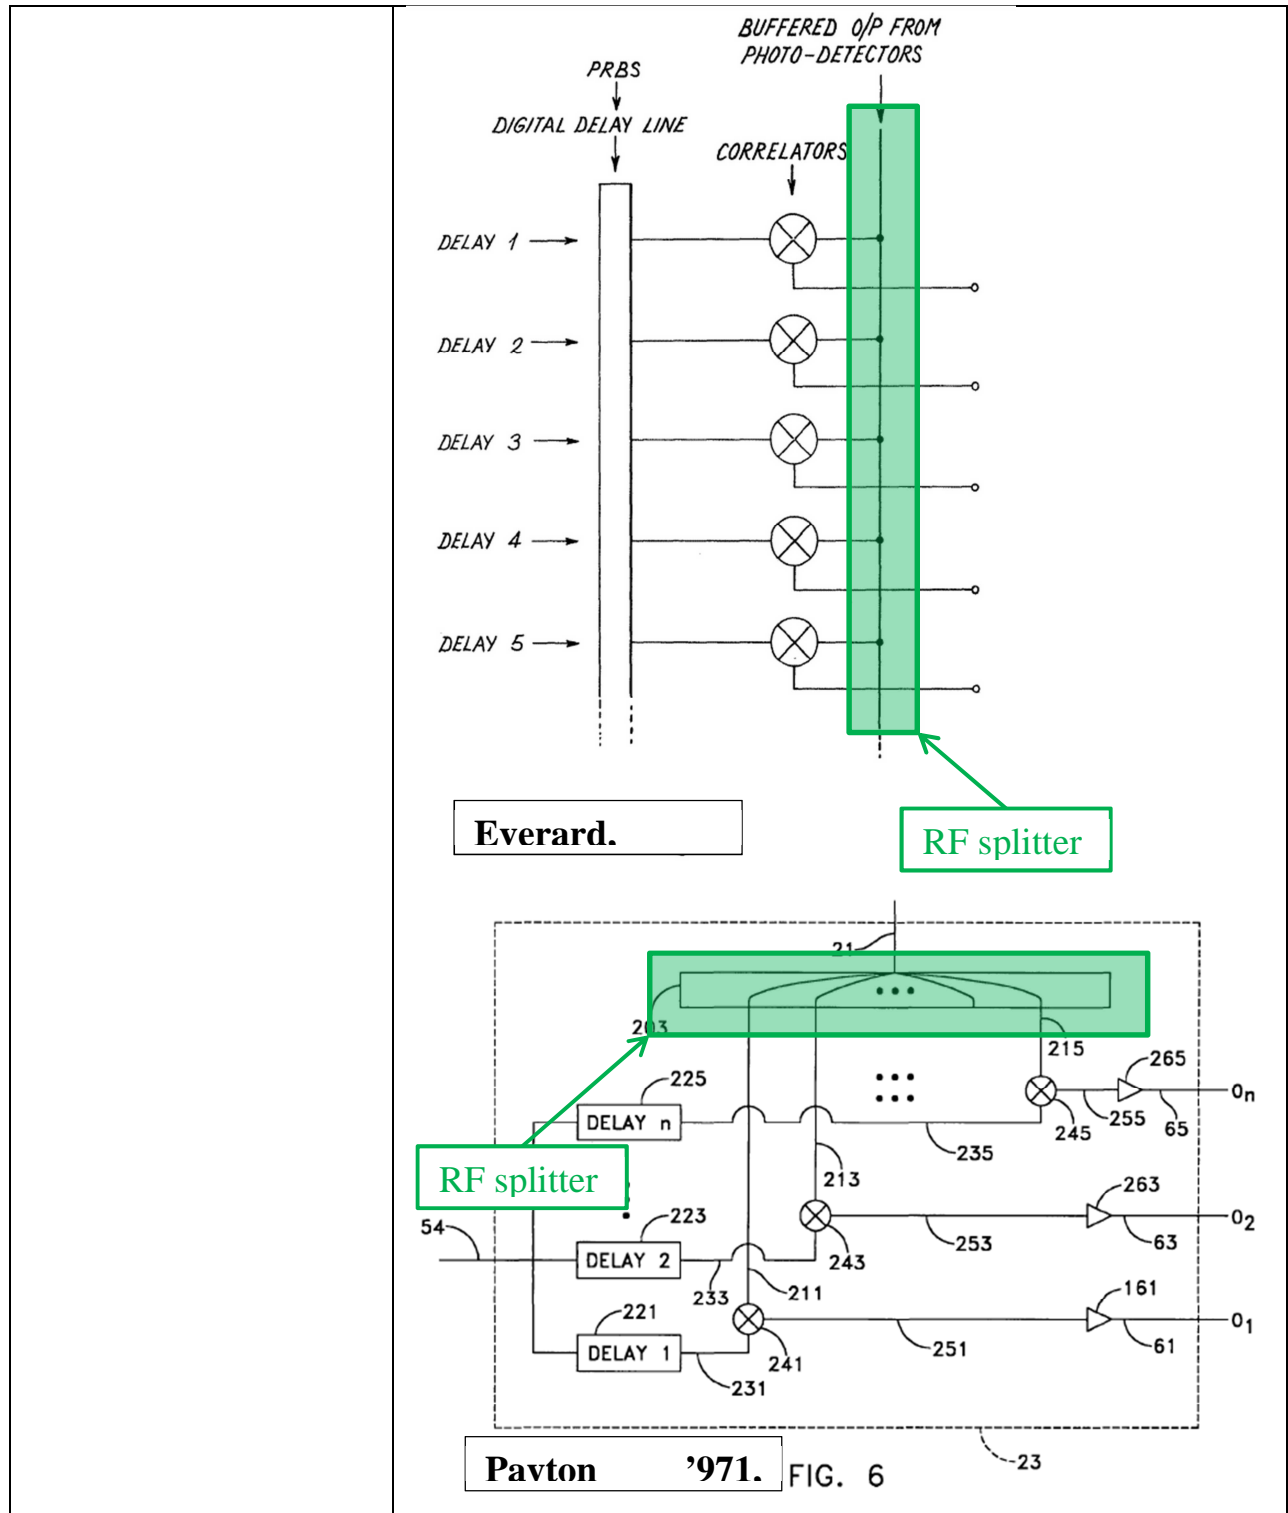 BUFFERED O/P FROM
PHOTO-DETECTORS
PRBS
DIGITAL DELAY LINE
CORRELATORS
DELAY 1
DELAY 2
DELAY 3
DELAY 4
DELAY 5
Everard.
RF splitter
21
203
215
265
225
DELAY n
On
245
255
65
235
RF splitter
213
263
54
223
O2
DELAY 2
243
253
63
233
211
161
221
O1
DELAY 1
241
251
61
231
23
Payton '971. FIG. 6